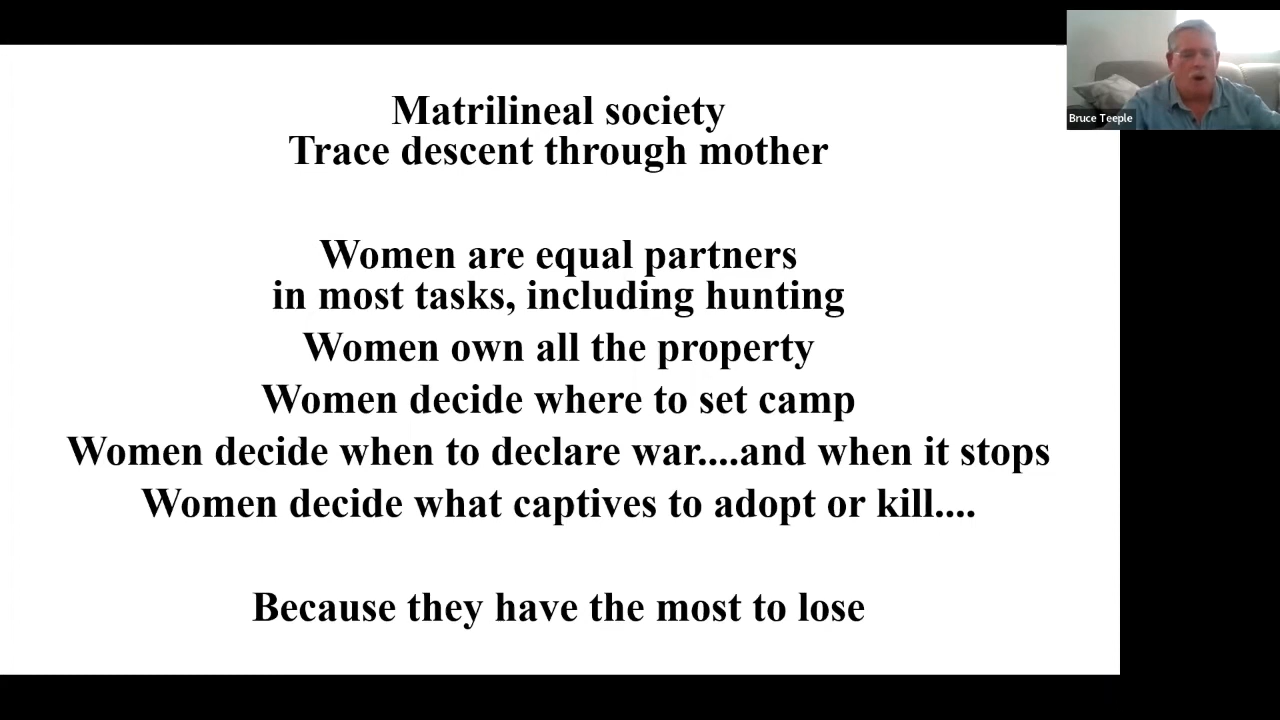 Matrilineal society
Trace descent through mother
Women are equal partners
in most tasks, including hunting
Women own all the property
Women decide where to set camp
Women decide when to declare war....and when it stops
Women decide what captives to adopt or kill....
Because they have the most to lose
Bruce Teeple